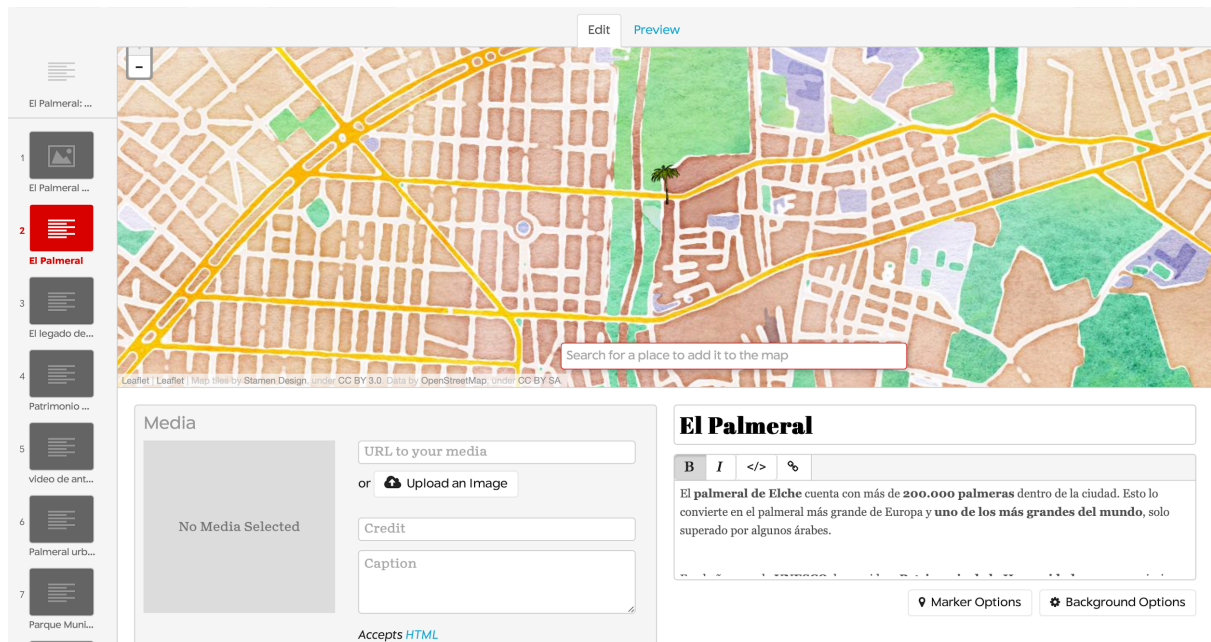 Edit
Preview
-
El Palmeral: ...
1
El Palmeral ...
2
El Palmeral
3
El legado de...
4
Patrimonio ...
5
video de ant...
6
Palmeral urb...
7
Parque Muni...
Search for a place to add it to the map
Leaflet | Leaflet | Map tiles by Stamen Design, under CC BY 3.0. Data by OpenStreetMap, under CC BY SA
Media
No Media Selected
URL to your media
or Upload an Image
Credit
Caption
Accepts HTML
El Palmeral
B I </>
El palmeral de Elche cuenta con más de 200.000 palmeras dentro de la ciudad. Esto lo
convierte en el palmeral más grande de Europa y uno de los más grandes del mundo, solo
superado por algunos árabes.
Marker Options
Background Options